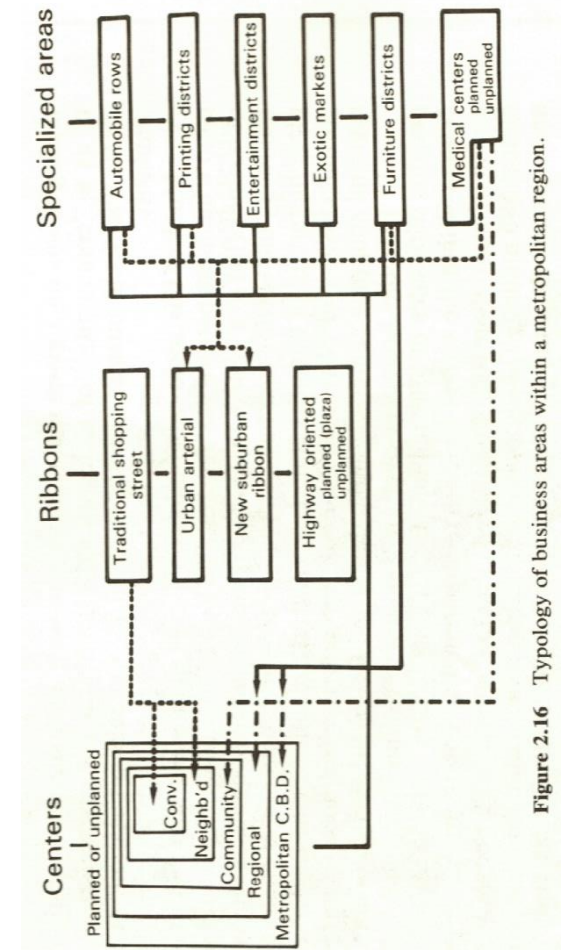 Centers
Planned or unplanned
Conv.
Neighb'd
Community
Regional
Metropolitan C.B.D.
Ribbons
Traditional shopping
street
Urban arterial
New suburban
ribbon
Highway oriented
planned (plaza)
unplanned
Specialized areas
Automobile rows
Printing districts
Entertainment districts
Exotic markets
Furniture districts
Medical centers
planned
unplanned
Figure 2.16 Typology of business areas within a metropolitan region.